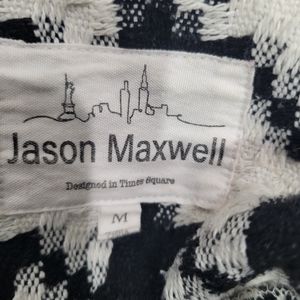 Jason Maxwell
Designed in Times Square
M